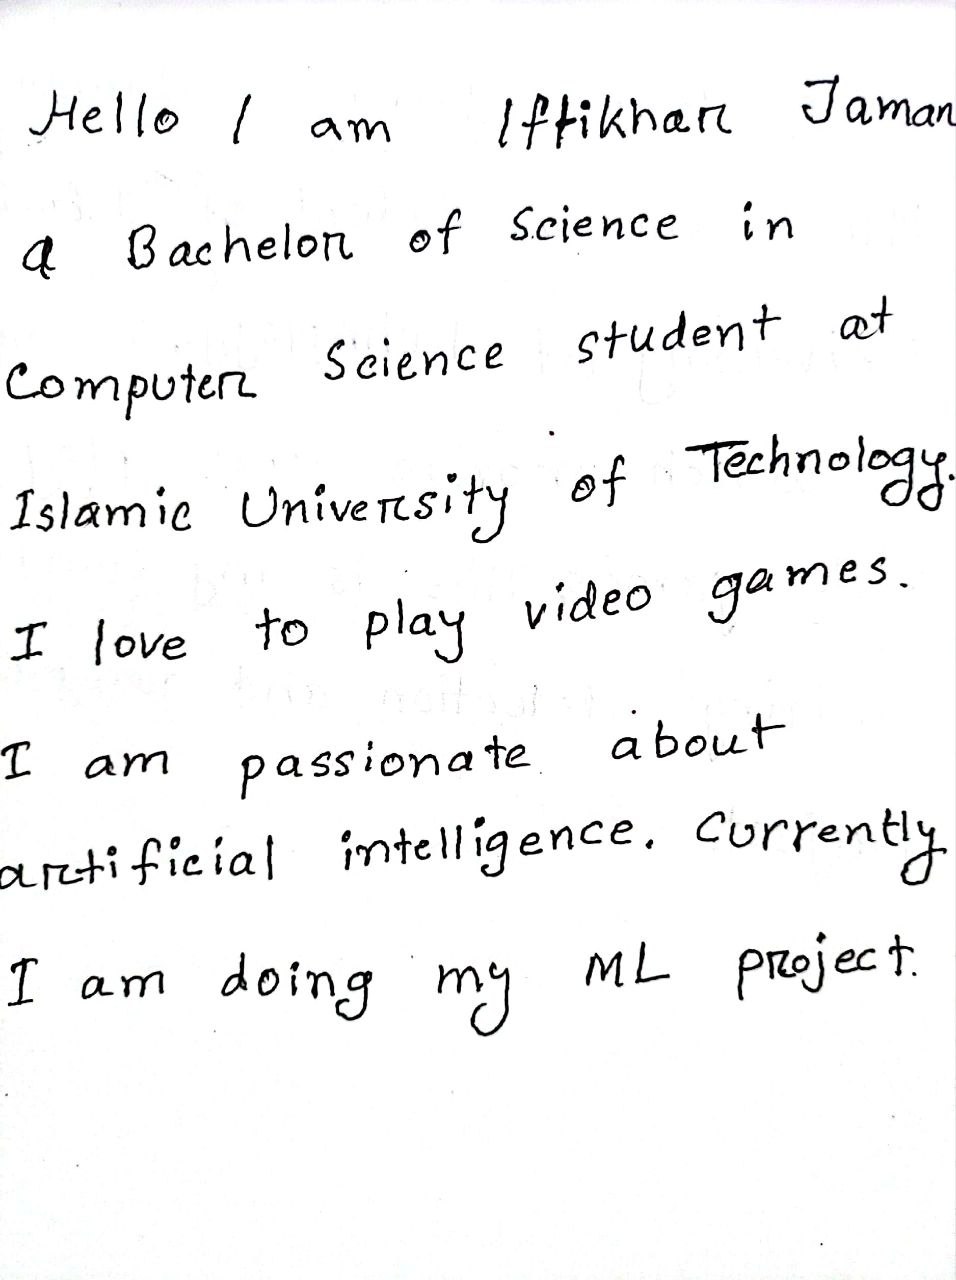 Hello I am Iftikhar Jaman
a Bachelor of Science in
Computer Science student at
Islamic University of Technology.
I love to play video games.
I am passionate about
artificial intelligence. Currently
I am doing my ML project.